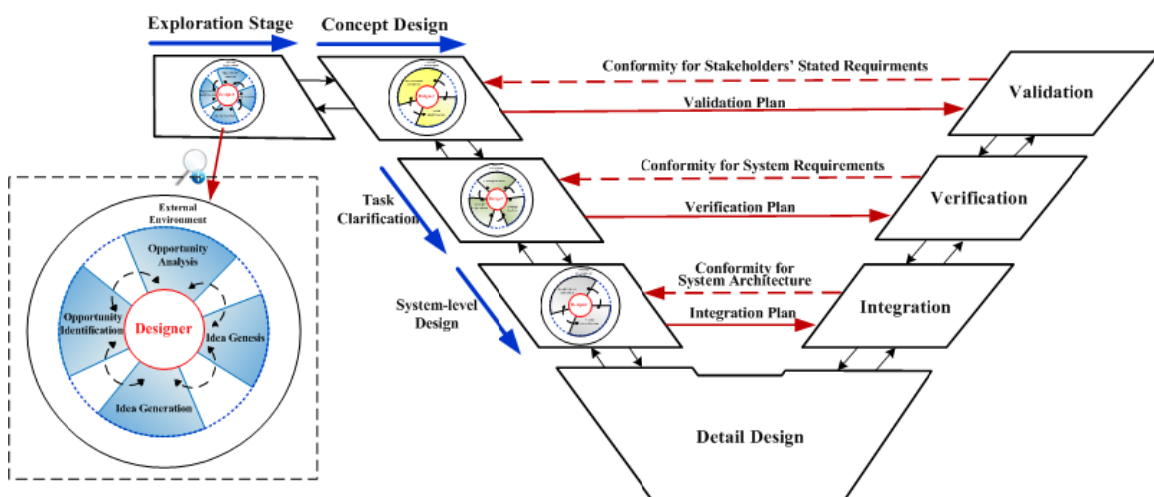 Exploration Stage
Concept Design
Conformity for Stakeholders' Stated Requirments
Validation Plan
Validation
Task
Clarification
Conformity for System Requirements
Verification Plan
Verification
System-level
Design
Conformity for
System Architecture
Integration Plan
Integration
Detail Design
External
Environment
Opportunity
Analysis
Opportunity
Identification
Designer
Idea Genesis
Idea Generation